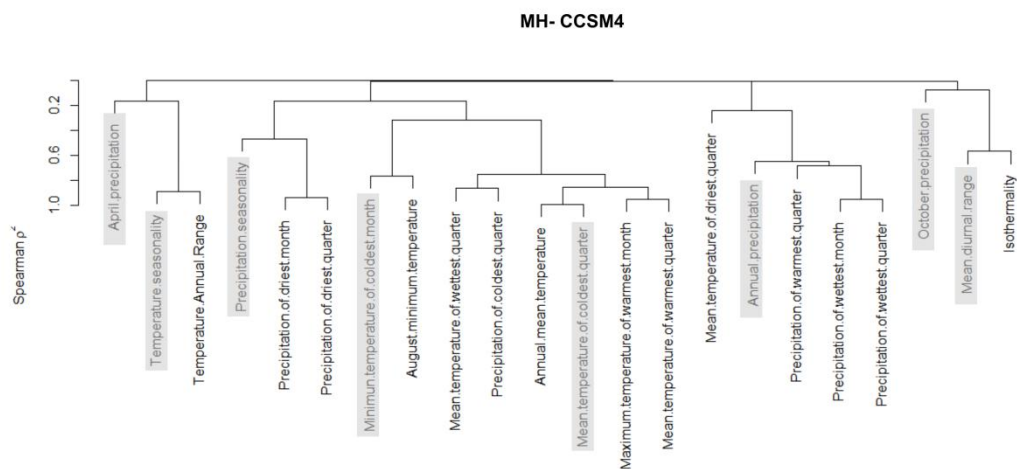 MH- CCSM4
Spearman ρ²
0.2
0.6
1.0
April.precipitation
Temperature.seasonality
Temperature.Annual.Range
Precipitation.seasonality
Precipitation.of.driest.month
Precipitation.of.driest.quarter
Minimun.temperature.of.coldest.month
August.minimum.temperature
Mean.temperature.of.wettest.quarter
Precipitation.of.coldest.quarter
Annual.mean.temperature
Mean.temperature.of.coldest.quarter
Maximum.temperature.of.warmest.month
Mean.temperature.of.warmest.quarter
Mean.temperature.of.driest.quarter
Annual.precipitation
Precipitation.of.warmest.quarter
Precipitation.of.wettest.month
Precipitation.of.wettest.quarter
October.precipitation
Mean.diurnal.range
Isothermality